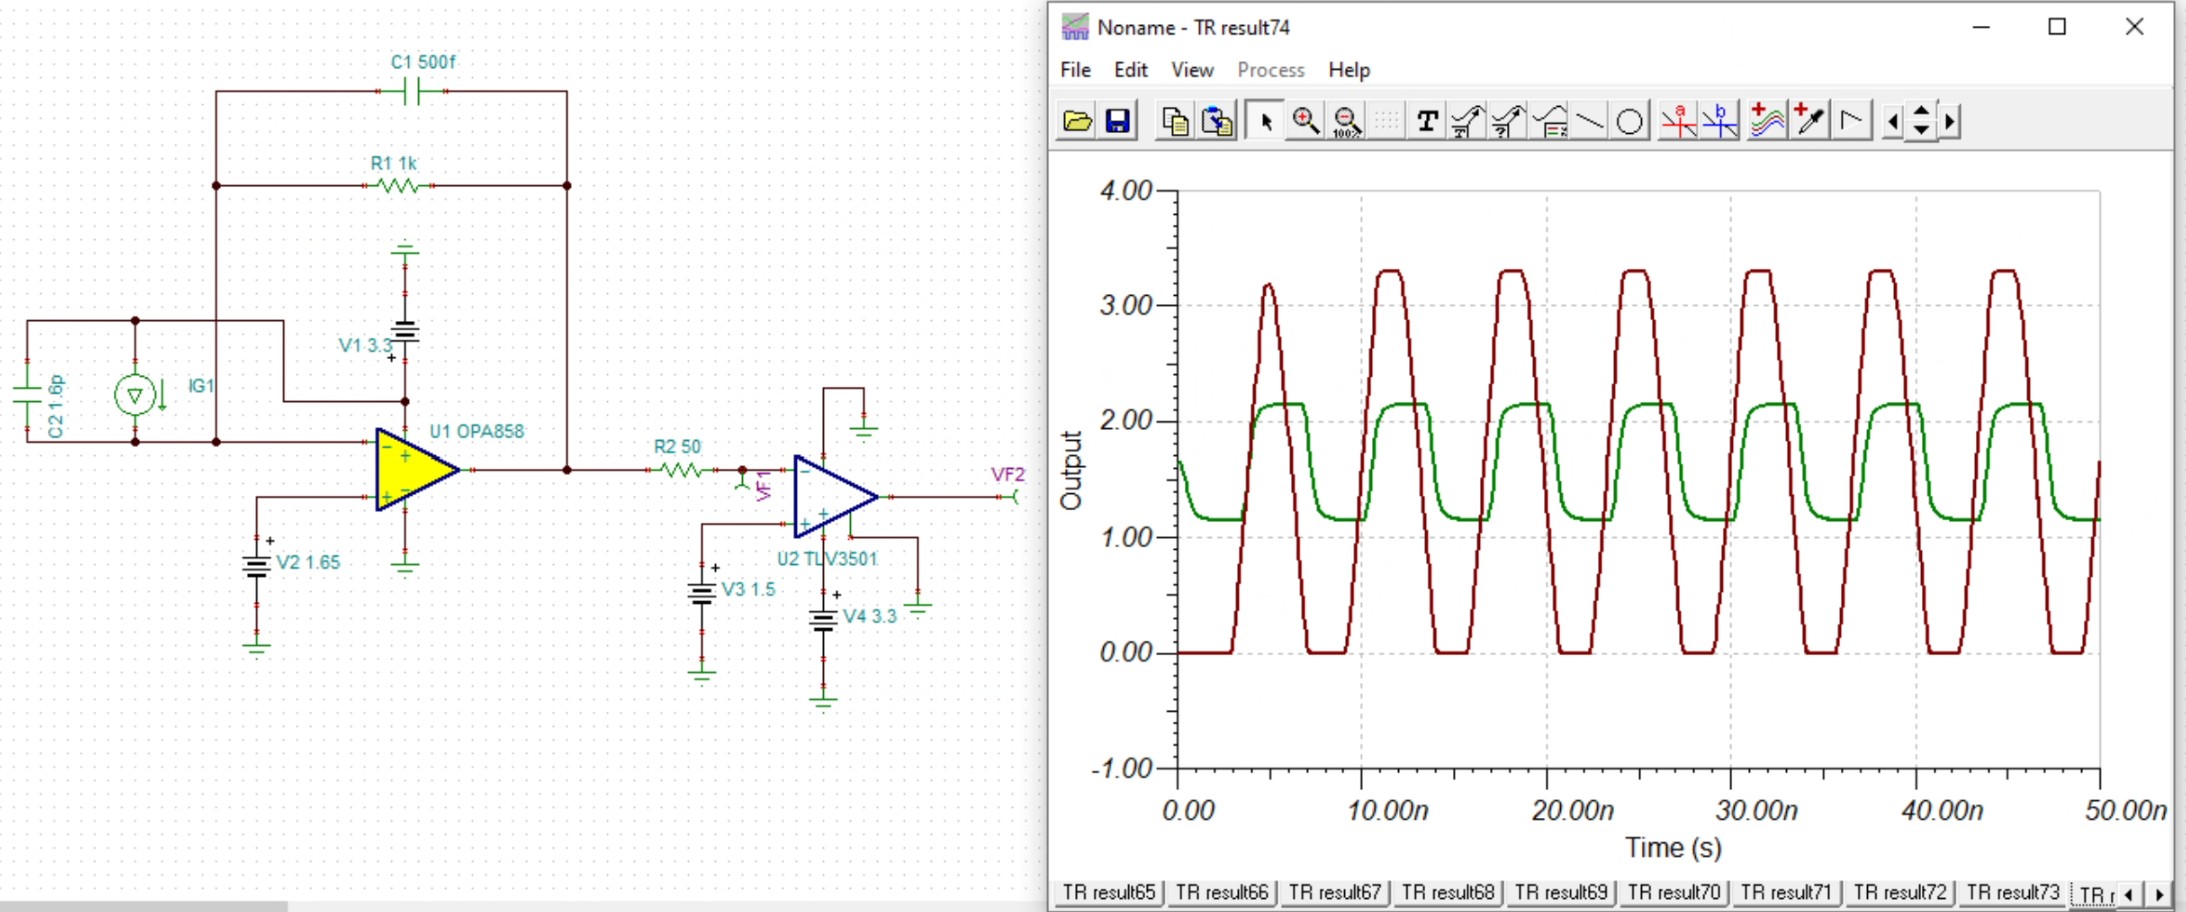 C1 500f
R1 1k
V1 3.3
+
C2 1.6p
IG1
U1 OPA858
-
+
+
-
V2 1.65
+
R2 50
VF1
VF2
-
+
+
U2 TLV3501
V3 1.5
+
V4 3.3
+
Noname - TR result74
File Edit View Process Help
100%
T
T
?
a
b
4.00
3.00
2.00
1.00
0.00
-1.00
Output
0.00 10.00n 20.00n 30.00n 40.00n 50.00n
Time (s)
TR result65 TR result66 TR result67 TR result68 TR result69 TR result70 TR result71 TR result72 TR result73 TR r